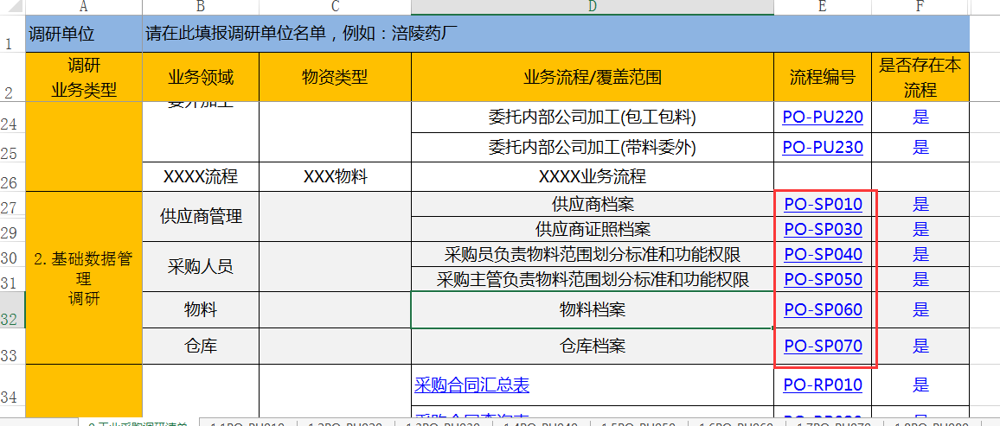 A B C D E F
1 调研单位 请在此填报调研单位名单，例如：涪陵药厂
2 调研 业务类型 业务领域 物资类型 业务流程/覆盖范围 流程编号 是否存在本流程
委外加工
24 委托内部公司加工(包工包料) PO-PU220 是
25 委托内部公司加工(带料委外) PO-PU230 是
26 XXXX流程 XXX物料 XXXX业务流程
27 供应商管理 供应商档案 PO-SP010 是
29 供应商证照档案 PO-SP030 是
2.基础数据管理
调研
30 采购人员 采购员负责物料范围划分标准和功能权限 PO-SP040 是
31 采购主管负责物料范围划分标准和功能权限 PO-SP050 是
32 物料 物料档案 PO-SP060 是
33 仓库 仓库档案 PO-SP070 是
34 采购合同汇总表 PO-RP010 是